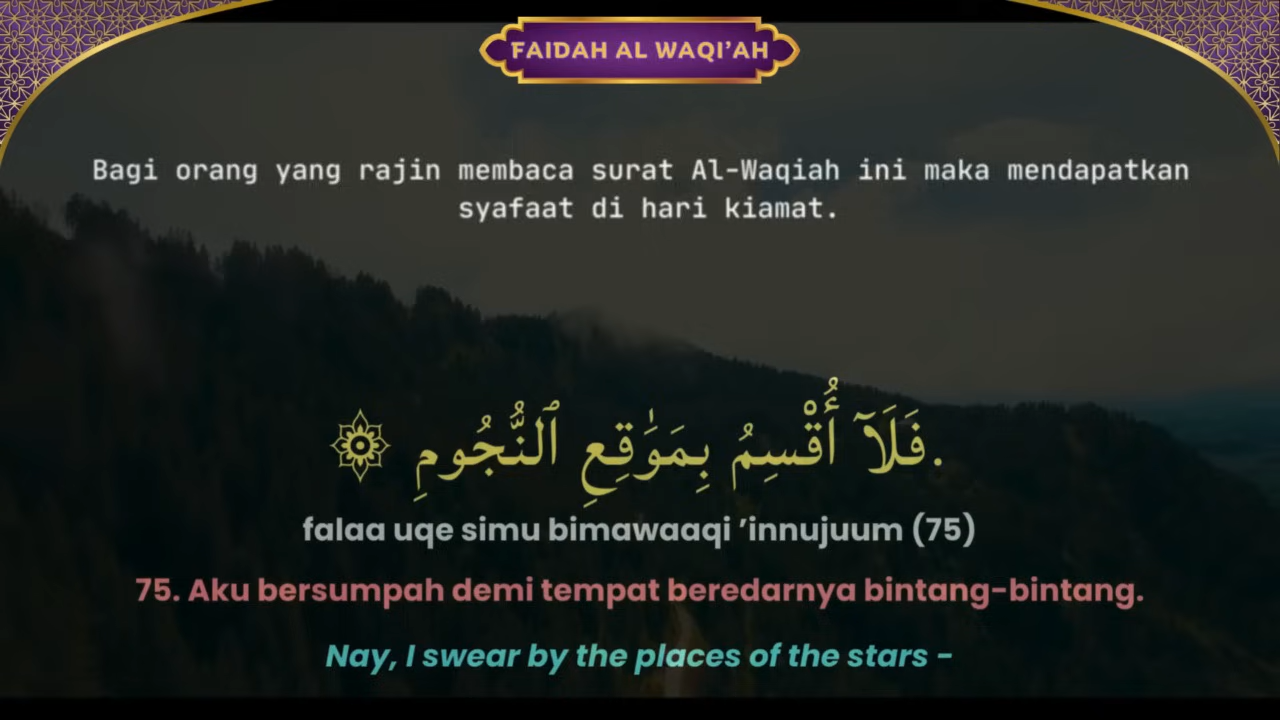 FAIDAH AL WAQI'AH
Bagi orang yang rajin membaca surat Al-Waqiah ini maka mendapatkan
syafaat di hari kiamat.
.فَلَآ أُقْسِمُ بِمَوَٰقِعِ ٱلنُّجُومِ ۞
falaa uqe simu bimawaaqi ’innujuum (75)
75. Aku bersumpah demi tempat beredarnya bintang-bintang.
Nay, I swear by the places of the stars -